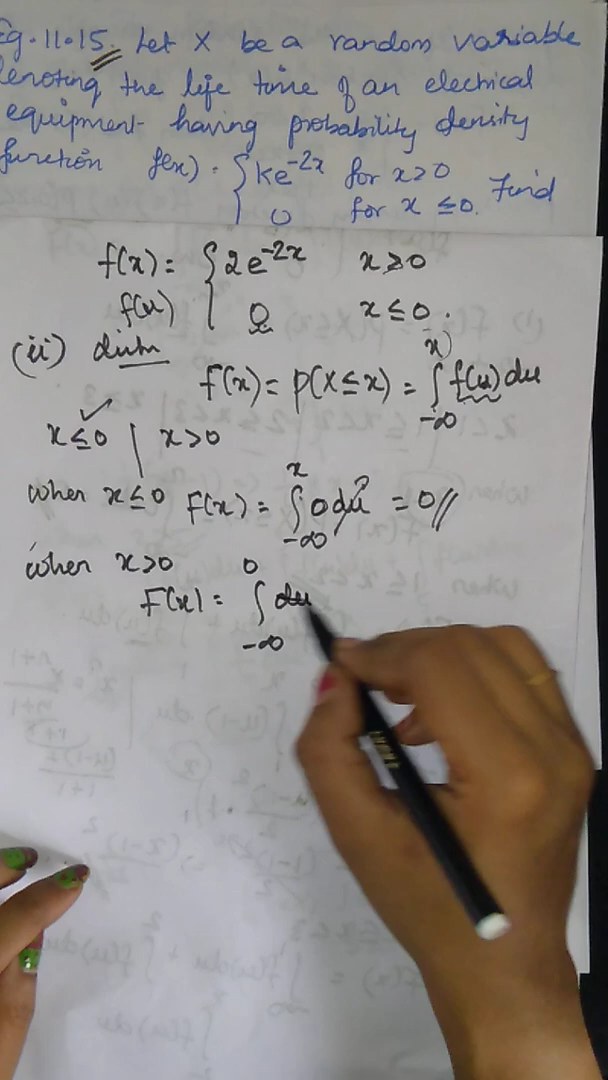 Eg.11.15. Let X be a random variable
denoting the life time of an electrical
equipment having probability density
function f(x) = { ke^-2x for x>0
0 for x ≤0. Find
f(x) = { 2e^-2x x>0
f(u) 0 x≤0.
(ii)
F(x) = P(X≤x) = ∫_{-∞}^{x} f(u) du
x≤0 | x>0
when x≤0 F(x) = ∫_{-∞}^{x} 0 du = 0//
when x>0
F(x) = ∫_{-∞}^{0} du